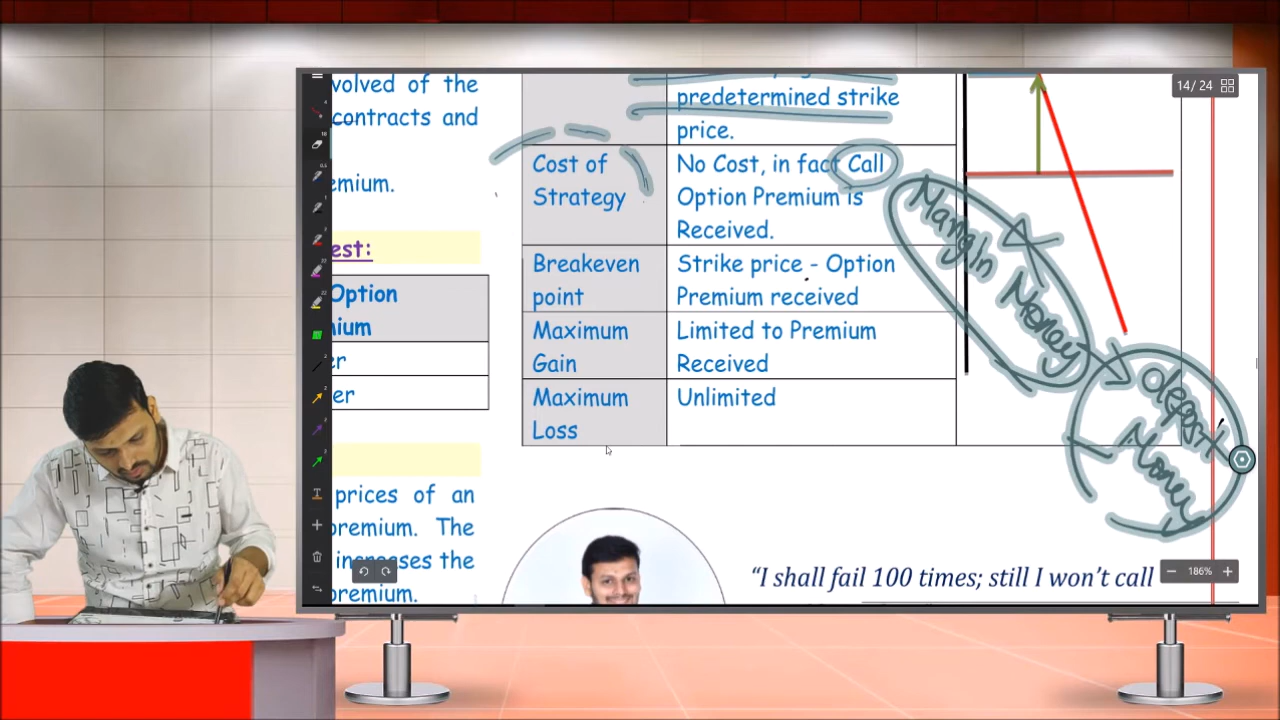 volved of the
contracts and
emium.
est:
Option
ium
er
er
prices of an
premium. The
increases the
premium.
predetermined strike
price.
Cost of
Strategy
No Cost, in fact Call
Option Premium is
Received.
Breakeven
point
Strike price - Option
Premium received
Maximum
Gain
Limited to Premium
Received
Maximum
Loss
Unlimited
Margin
Money
deposit
Money
14/ 24
186%
“I shall fail 100 times; still I won’t call